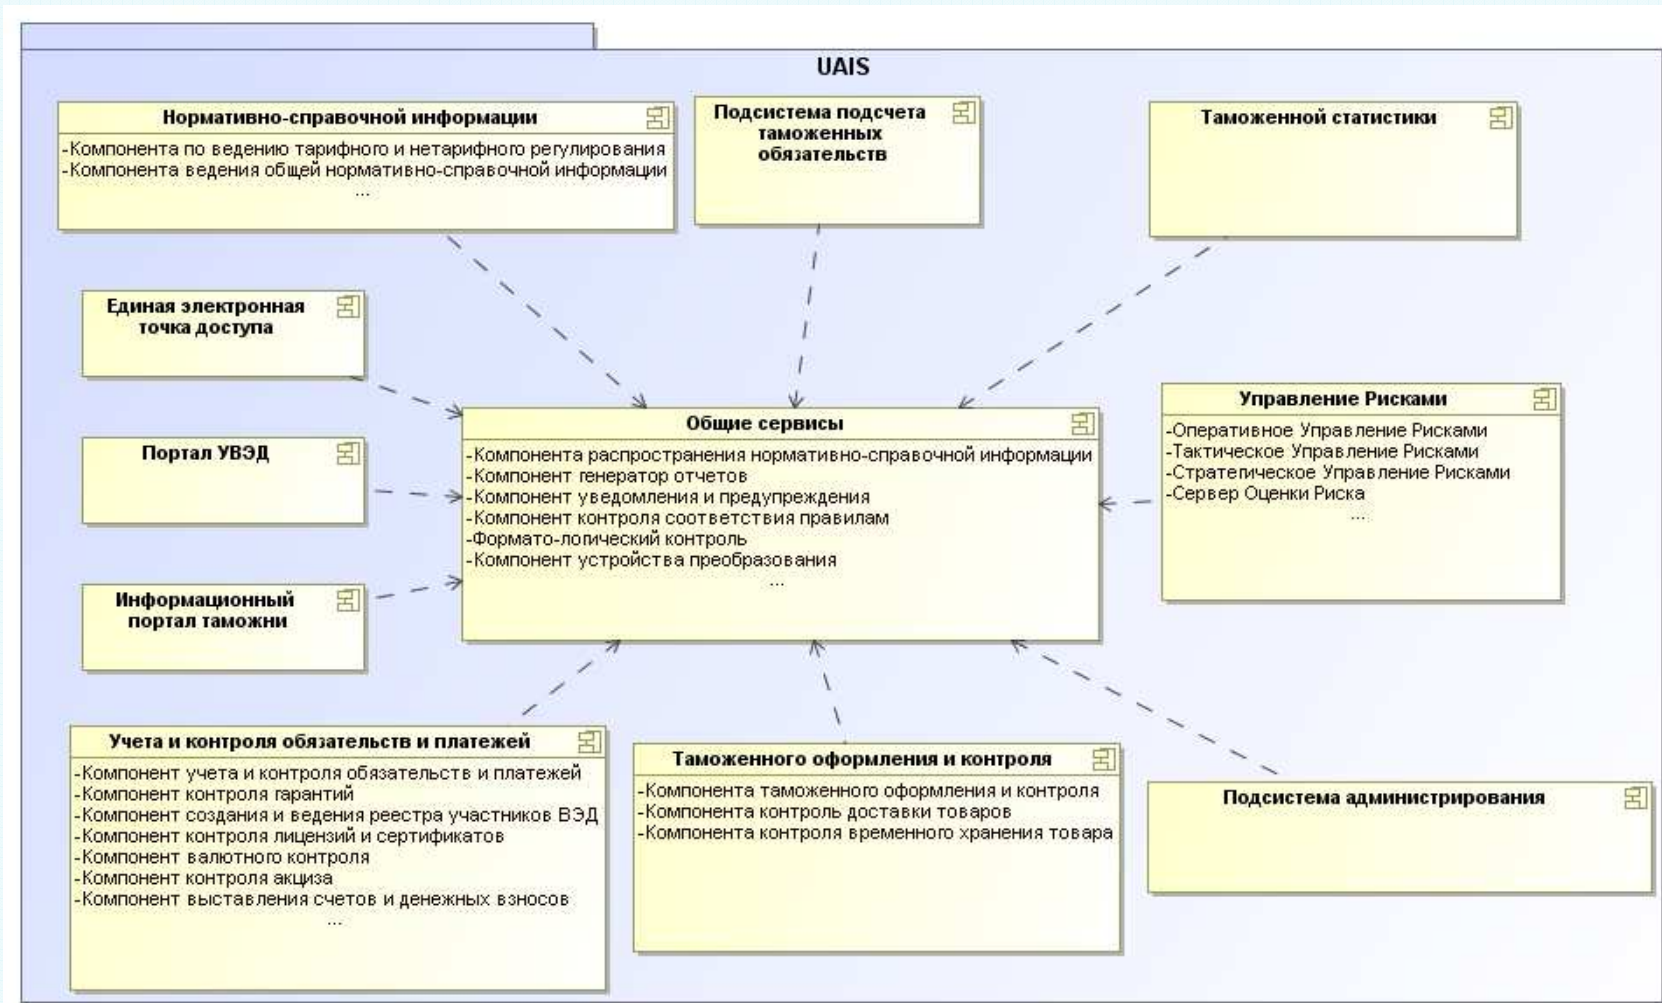 UAIS
Нормативно-справочной информации
-Компонента по ведению тарифного и нетарифного регулирования
-Компонента ведения общей нормативно-справочной информации
...
Подсистема подсчета
таможенных
обязательств
Таможенной статистики
Единая электронная
точка доступа
Портал УВЭД
Информационный
портал таможни
Общие сервисы
-Компонента распространения нормативно-справочной информации
-Компонент генератор отчетов
-Компонент уведомления и предупреждения
-Компонент контроля соответствия правилам
-Формато-логический контроль
-Компонент устройства преобразования
...
Управление Рисками
-Оперативное Управление Рисками
-Тактическое Управление Рисками
-Стратегическое Управление Рисками
-Сервер Оценки Риска
...
Учета и контроля обязательств и платежей
-Компонент учета и контроля обязательств и платежей
-Компонент контроля гарантий
-Компонент создания и ведения реестра участников ВЭД
-Компонент контроля лицензий и сертификатов
-Компонент валютного контроля
-Компонент контроля акциза
-Компонент выставления счетов и денежных взносов
...
Таможенного оформления и контроля
-Компонента таможенного оформления и контроля
-Компонента контроль доставки товаров
-Компонента контроля временного хранения товара
Подсистема администрирования